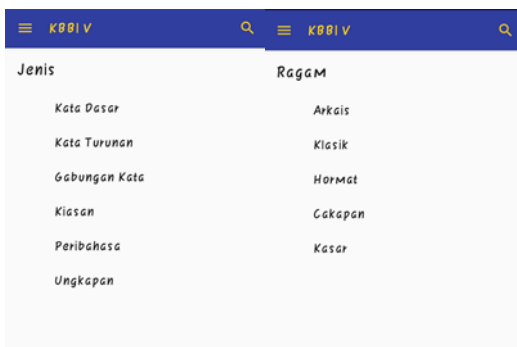 KBBI V
Jenis
Kata Dasar
Kata Turunan
Gabungan Kata
Kiasan
Peribahasa
Ungkapan
KBBI V
Ragam
Arkais
Klasik
Hormat
Cakapan
Kasar